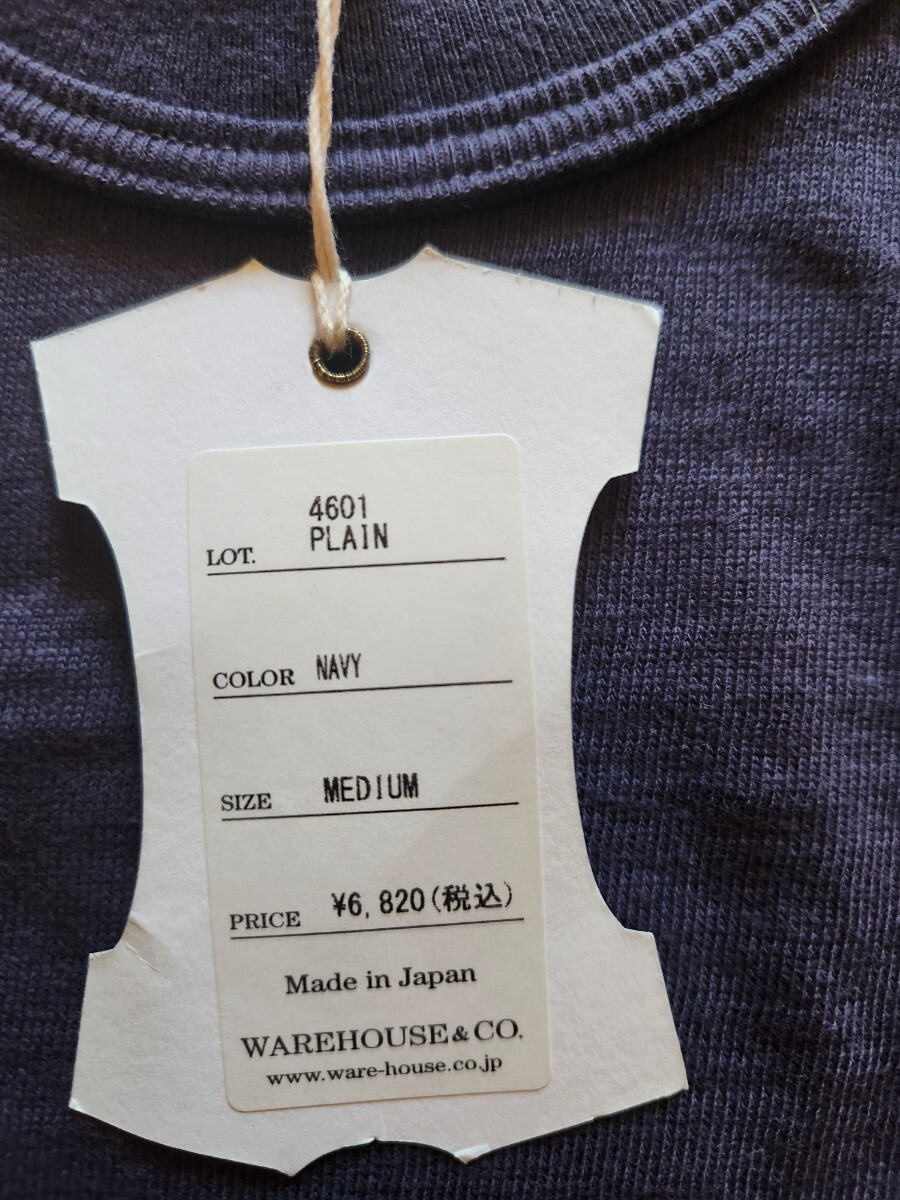 4601
LOT. PLAIN
COLOR NAVY
SIZE MEDIUM
PRICE ¥6,820(税込)
Made in Japan
WAREHOUSE & CO.
www.ware-house.co.jp